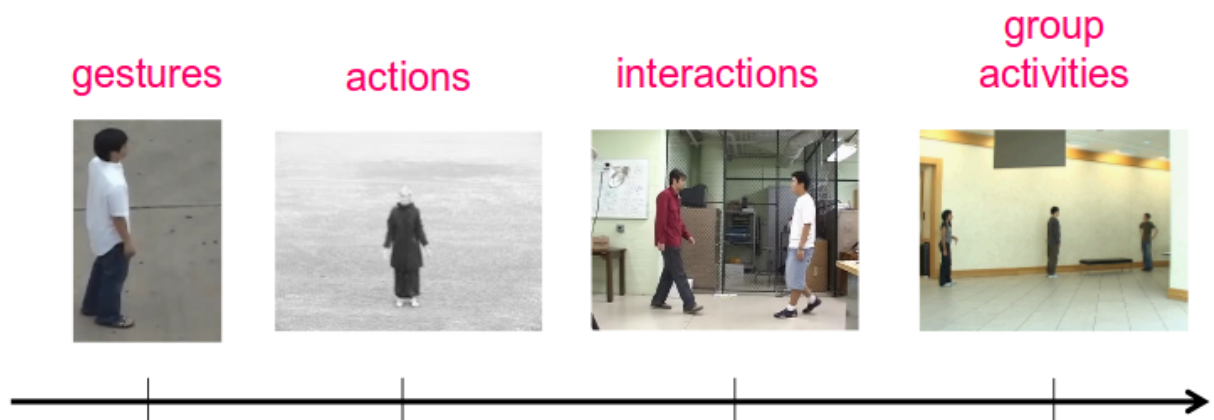 gestures
actions
interactions
group
activities